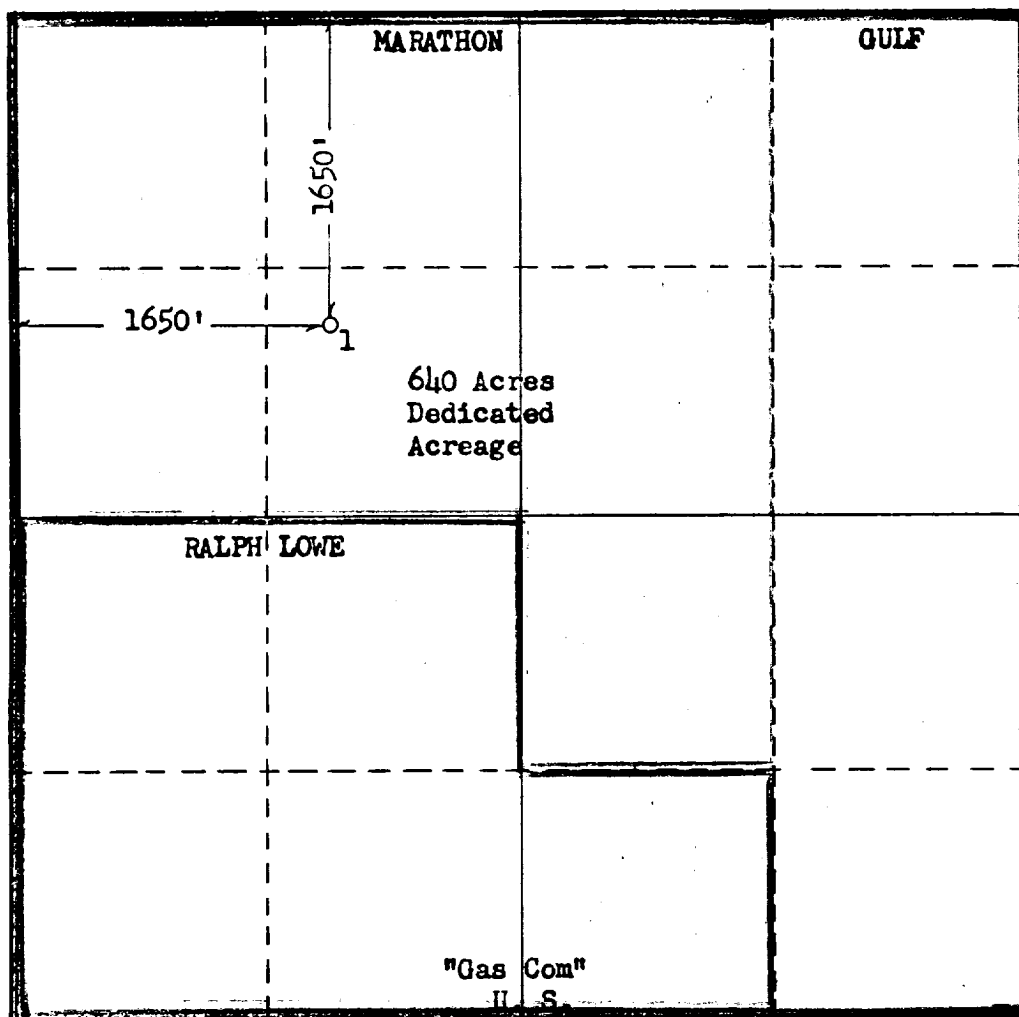 MARATHON
GULF
1650'
1650'
1
640 Acres
Dedicated
Acreage
RALPH LOWE
"Gas Com"
U. S.